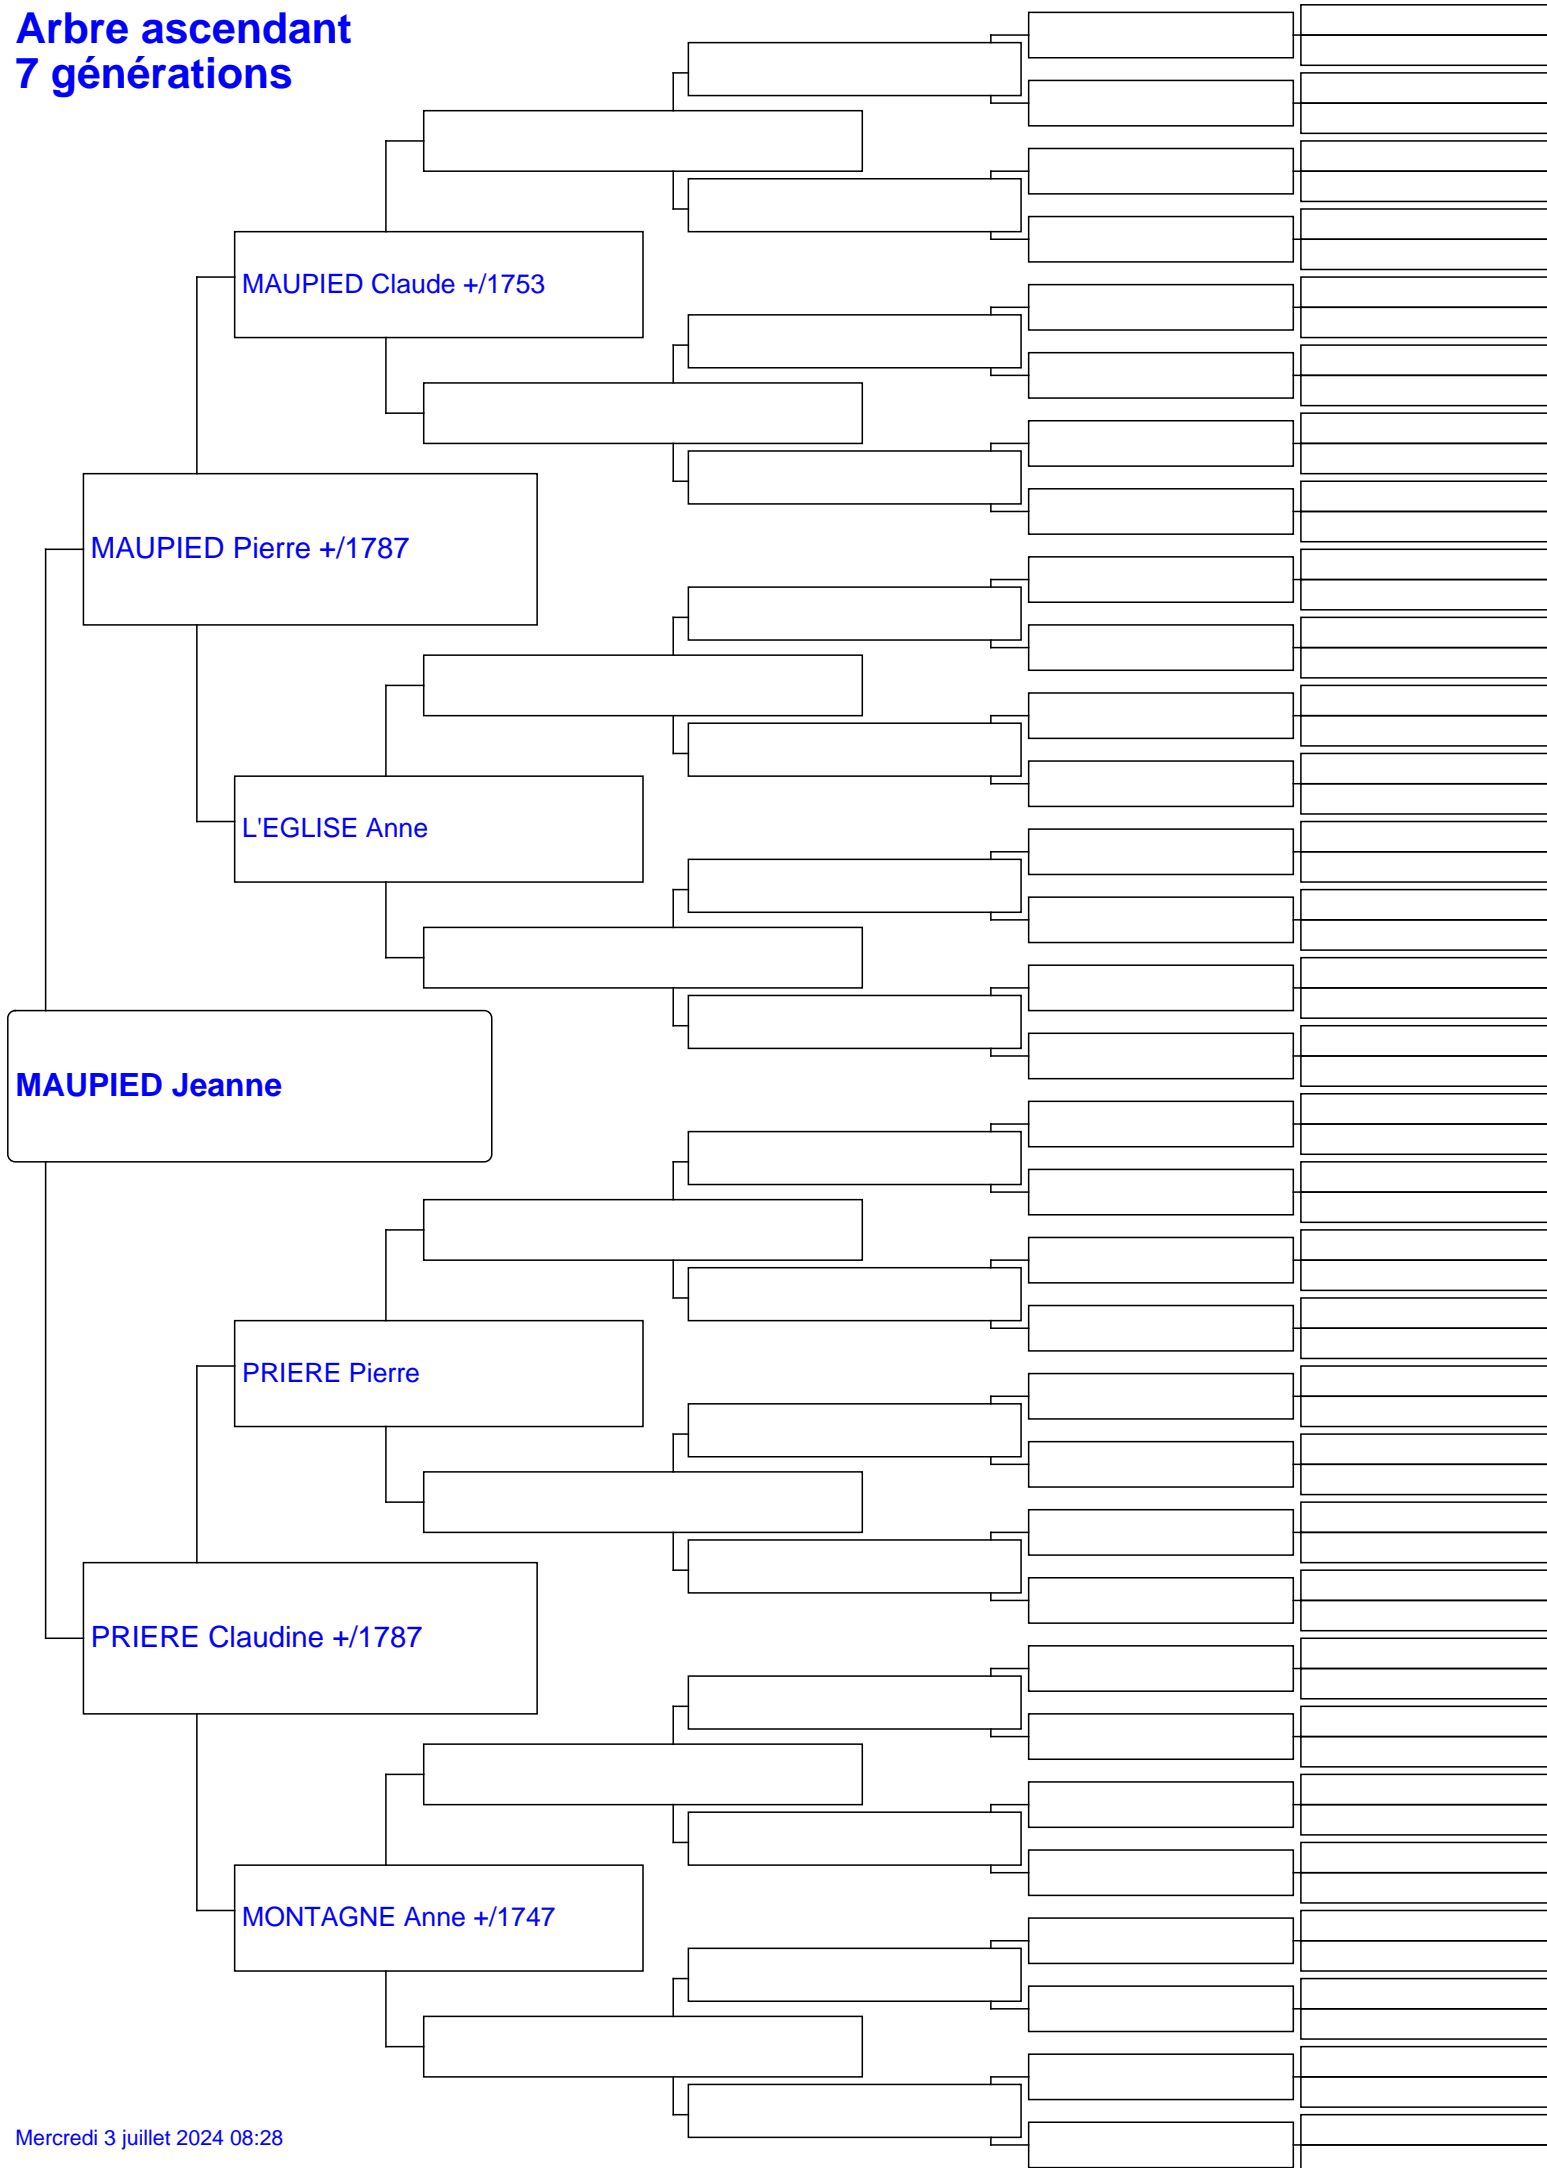 Arbre ascendant
7 générations
MAUPIED Claude +/1753
MAUPIED Pierre +/1787
L'EGLISE Anne
MAUPIED Jeanne
PRIERE Pierre
PRIERE Claudine +/1787
MONTAGNE Anne +/1747
Mercredi 3 juillet 2024 08:28